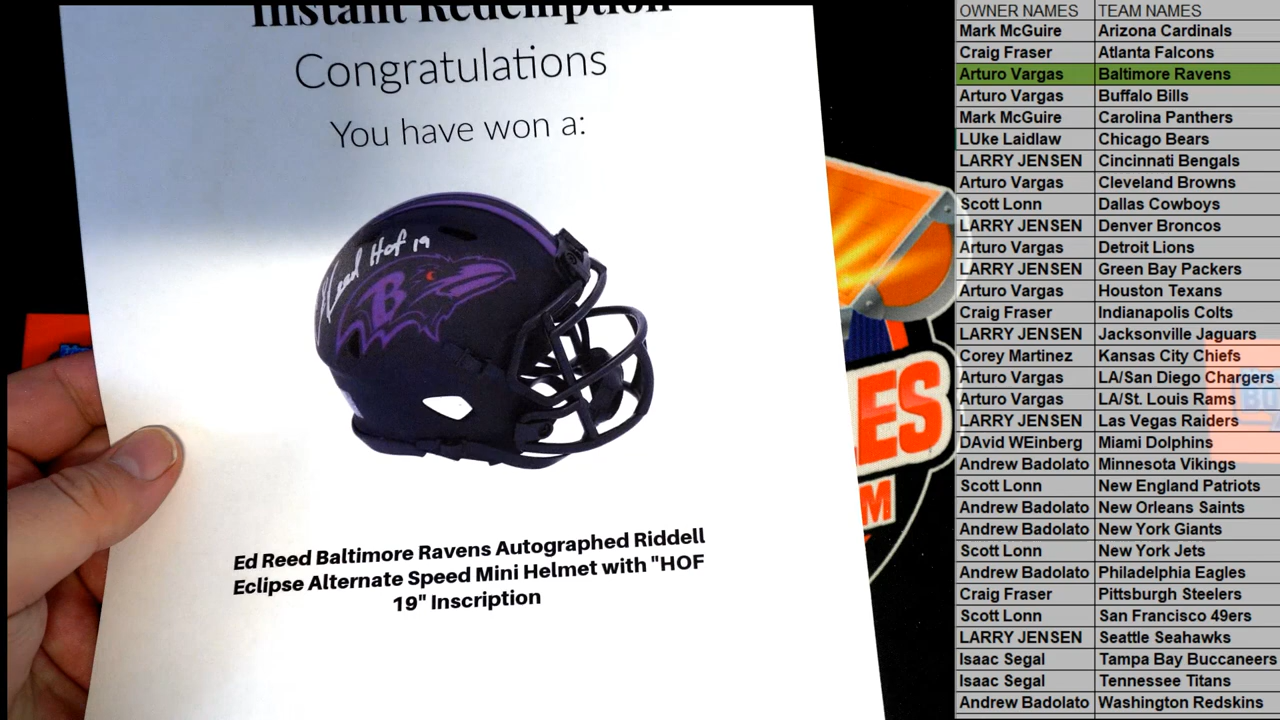 Instant Redemption
Congratulations
You have won a:
HOF 19
B
Ed Reed Baltimore Ravens Autographed Riddell
Eclipse Alternate Speed Mini Helmet with "HOF
19" Inscription
ES
M
OWNER NAMES TEAM NAMES
Mark McGuire Arizona Cardinals
Craig Fraser Atlanta Falcons
Arturo Vargas Baltimore Ravens
Arturo Vargas Buffalo Bills
Mark McGuire Carolina Panthers
LUke Laidlaw Chicago Bears
LARRY JENSEN Cincinnati Bengals
Arturo Vargas Cleveland Browns
Scott Lonn Dallas Cowboys
LARRY JENSEN Denver Broncos
Arturo Vargas Detroit Lions
LARRY JENSEN Green Bay Packers
Arturo Vargas Houston Texans
Craig Fraser Indianapolis Colts
LARRY JENSEN Jacksonville Jaguars
Corey Martinez Kansas City Chiefs
Arturo Vargas LA/San Diego Chargers
Arturo Vargas LA/St. Louis Rams
LARRY JENSEN Las Vegas Raiders
DAvid WEinberg Miami Dolphins
Andrew Badolato Minnesota Vikings
Scott Lonn New England Patriots
Andrew Badolato New Orleans Saints
Andrew Badolato New York Giants
Scott Lonn New York Jets
Andrew Badolato Philadelphia Eagles
Craig Fraser Pittsburgh Steelers
Scott Lonn San Francisco 49ers
LARRY JENSEN Seattle Seahawks
Isaac Segal Tampa Bay Buccaneers
Isaac Segal Tennessee Titans
Andrew Badolato Washington Redskins